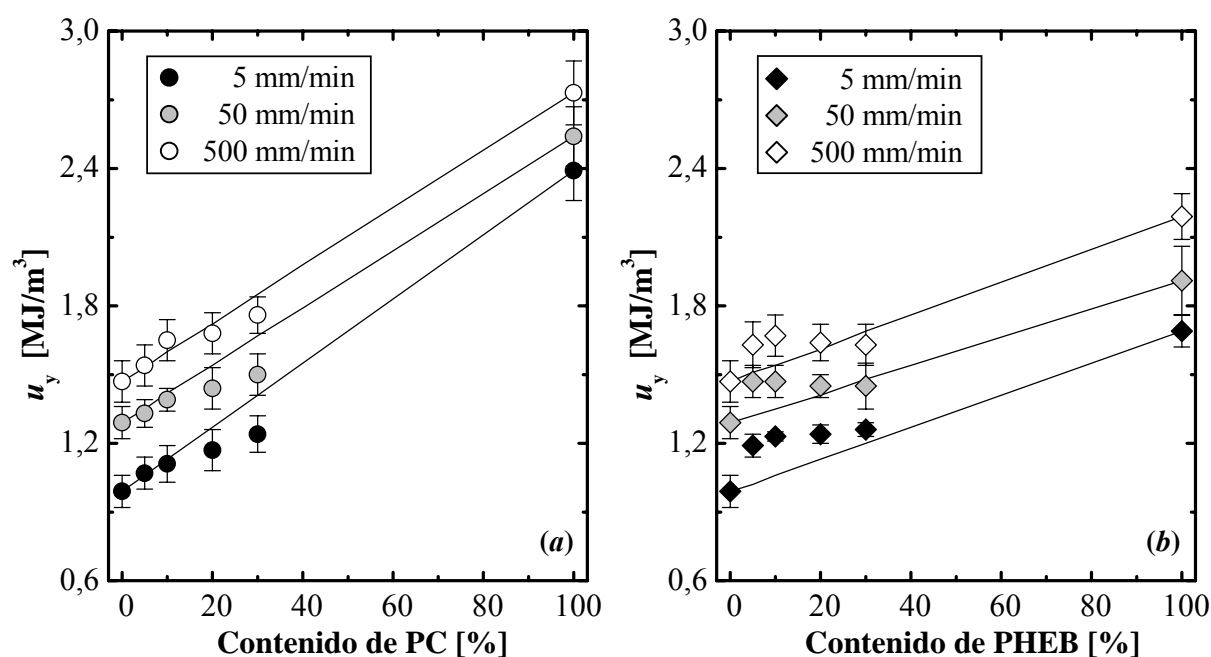 3,0
2,4
1,8
1,2
0,6
u_y [MJ/m³]
5 mm/min
50 mm/min
500 mm/min
(a)
0 20 40 60 80 100
Contenido de PC [%]
3,0
2,4
1,8
1,2
0,6
u_y [MJ/m³]
5 mm/min
50 mm/min
500 mm/min
(b)
0 20 40 60 80 100
Contenido de PHEB [%]